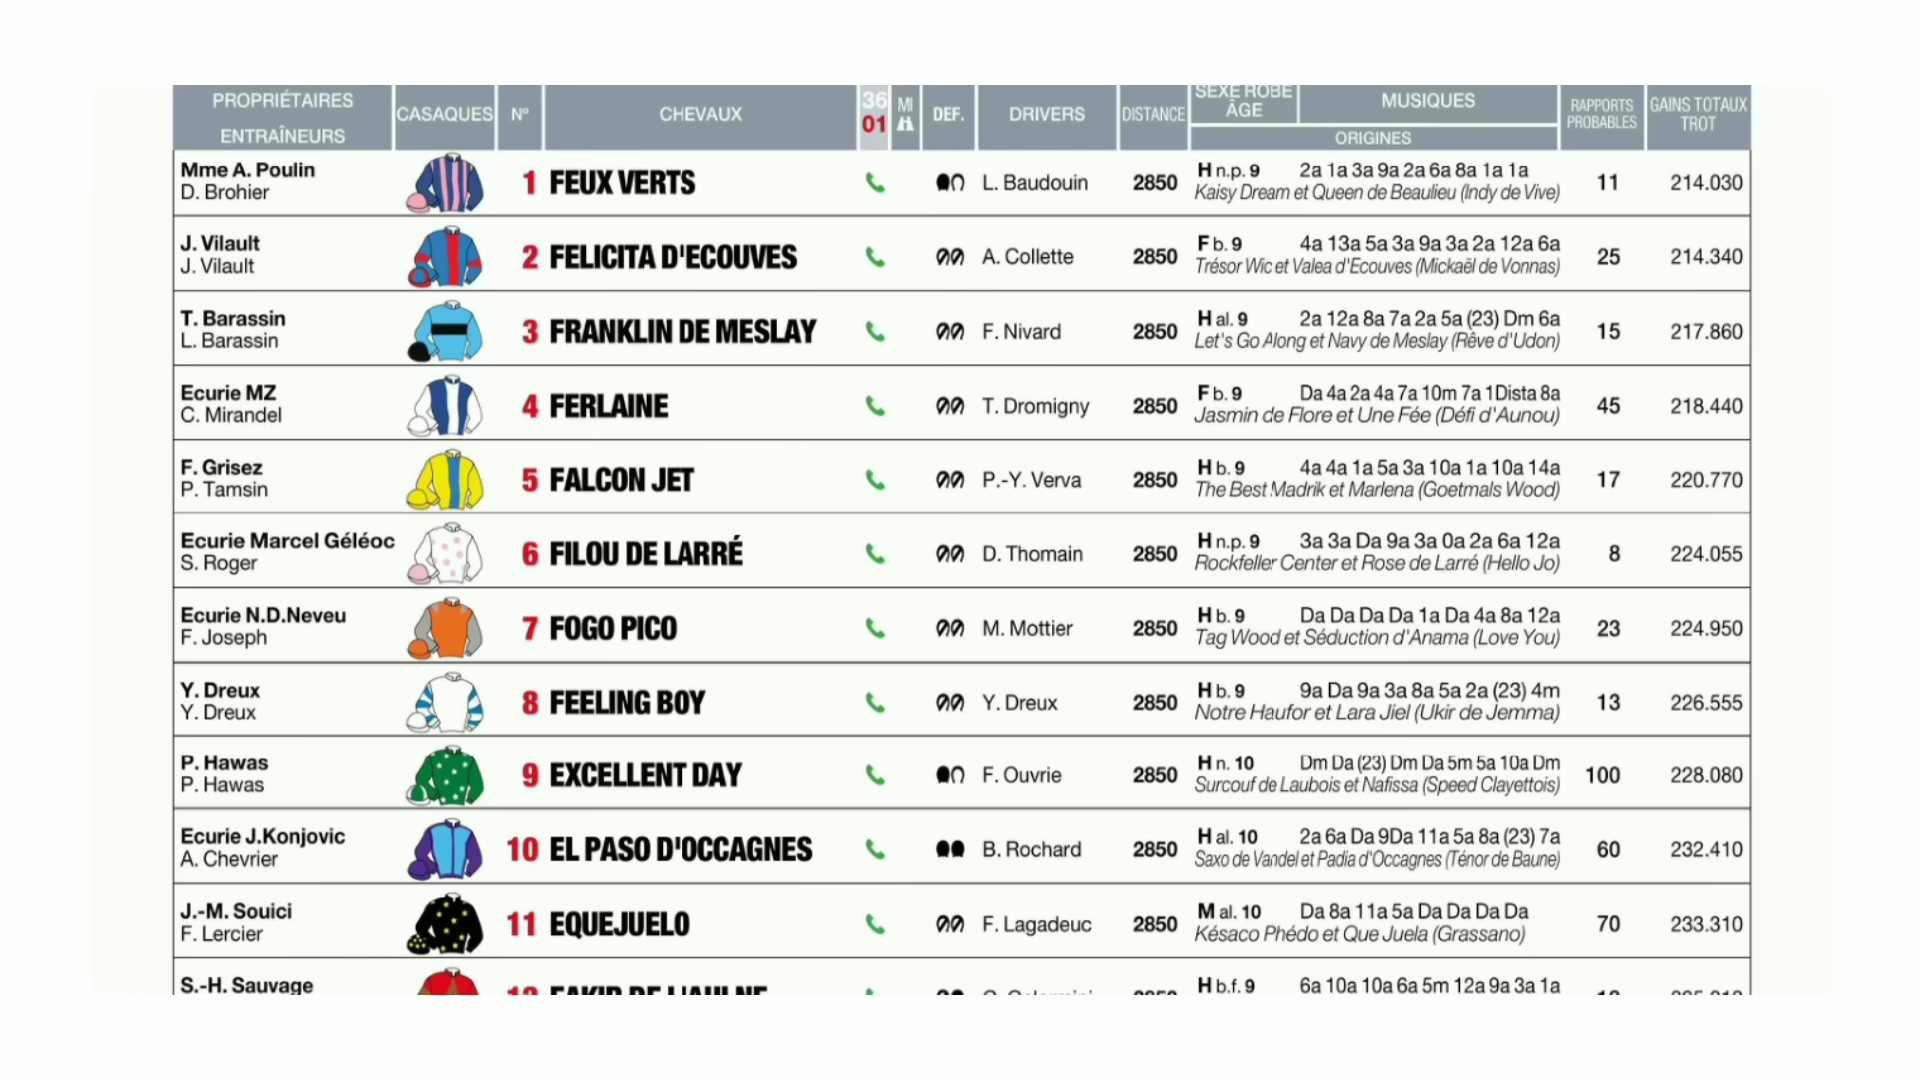 PROPRIÉTAIRES
ENTRAÎNEURS
CASAQUES
N°
CHEVAUX
36
01
MI
DEF.
DRIVERS
DISTANCE
SEXE ROBE
ÂGE
MUSIQUES
ORIGINES
RAPPORTS
PROBABLES
GAINS TOTAUX
TROT
Mme A. Poulin
D. Brohier
1 FEUX VERTS
L. Baudouin
2850
H n.p. 9 2a 1a 3a 9a 2a 6a 8a 1a 1a
Kaisy Dream et Queen de Beaulieu (Indy de Vive)
11
214.030
J. Vilault
J. Vilault
2 FELICITA D'ECOUVES
A. Collette
2850
F b. 9 4a 13a 5a 3a 9a 3a 2a 12a 6a
Trésor Wic et Valea d'Ecouves (Mickaël de Vonnas)
25
214.340
T. Barassin
L. Barassin
3 FRANKLIN DE MESLAY
F. Nivard
2850
H al. 9 2a 12a 8a 7a 2a 5a (23) Dm 6a
Let's Go Along et Navy de Meslay (Rêve d'Udon)
15
217.860
Ecurie MZ
C. Mirandel
4 FERLAINE
T. Dromigny
2850
F b. 9 Da 4a 2a 4a 7a 10m 7a 1Dista 8a
Jasmin de Flore et Une Fée (Défi d'Aunou)
45
218.440
F. Grisez
P. Tamsin
5 FALCON JET
P.-Y. Verva
2850
H b. 9 4a 4a 1a 5a 3a 10a 1a 10a 14a
The Best Madrik et Marlena (Goetmals Wood)
17
220.770
Ecurie Marcel Géléoc
S. Roger
6 FILOU DE LARRÉ
D. Thomain
2850
H n.p. 9 3a 3a Da 9a 3a 0a 2a 6a 12a
Rockfeller Center et Rose de Larré (Hello Jo)
8
224.055
Ecurie N.D.Neveu
F. Joseph
7 FOGO PICO
M. Mottier
2850
H b. 9 Da Da Da Da 1a Da 4a 8a 12a
Tag Wood et Séduction d'Anama (Love You)
23
224.950
Y. Dreux
Y. Dreux
8 FEELING BOY
Y. Dreux
2850
H b. 9 9a Da 9a 3a 8a 5a 2a (23) 4m
Notre Haufor et Lara Jiel (Ukir de Jemma)
13
226.555
P. Hawas
P. Hawas
9 EXCELLENT DAY
F. Ouvrie
2850
H n. 10 Dm Da (23) Dm Da 5m 5a 10a Dm
Surcouf de Laubois et Nafissa (Speed Clayettois)
100
228.080
Ecurie J.Konjovic
A. Chevrier
10 EL PASO D'OCCAGNES
B. Rochard
2850
H al. 10 2a 6a Da 9Da 11a 5a 8a (23) 7a
Saxo de Vandel et Padia d'Occagnes (Ténor de Baune)
60
232.410
J.-M. Souici
F. Lercier
11 EQUEJUELO
F. Lagadeuc
2850
M al. 10 Da 8a 11a 5a Da Da Da Da
Késaco Phédo et Que Juela (Grassano)
70
233.310
S.-H. Sauvage
H b.f. 9 6a 10a 10a 6a 5m 12a 9a 3a 1a